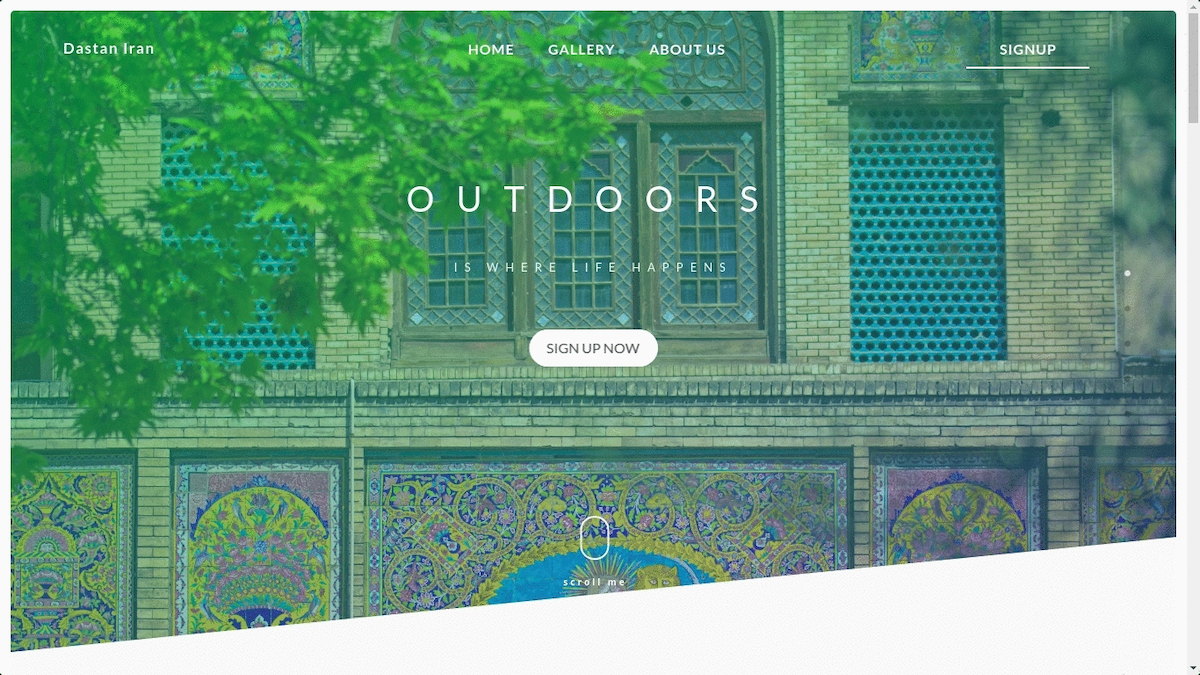 Dastan Iran
HOME
GALLERY
ABOUT US
SIGNUP
OUTDOORS
IS WHERE LIFE HAPPENS
SIGN UP NOW
scroll me